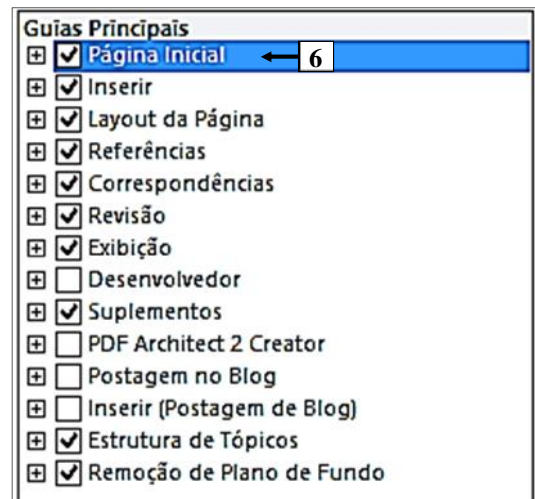 Guias Principais
Página Inicial 6
Inserir
Layout da Página
Referências
Correspondências
Revisão
Exibição
Desenvolvedor
Suplementos
PDF Architect 2 Creator
Postagem no Blog
Inserir (Postagem de Blog)
Estrutura de Tópicos
Remoção de Plano de Fundo